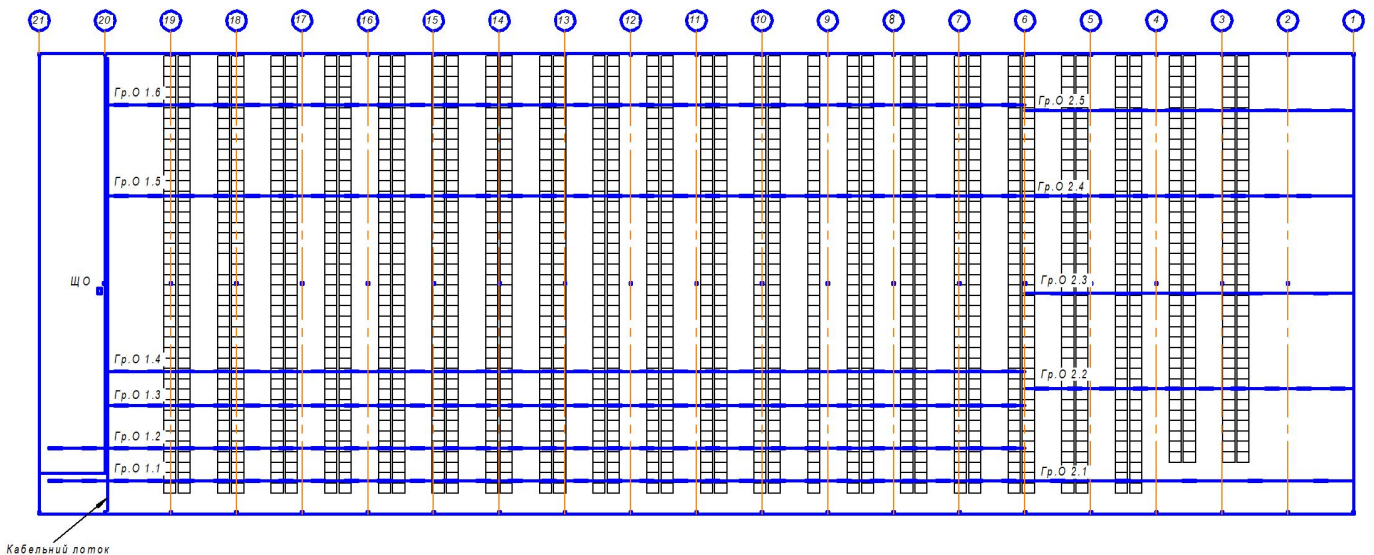 21 20 19 18 17 16 15 14 13 12 11 10 9 8 7 6 5 4 3 2 1
Гр.О 1.6
Гр.О 2.5
Гр.О 1.5
Гр.О 2.4
ЩО
Гр.О 2.3
Гр.О 1.4
Гр.О 2.2
Гр.О 1.3
Гр.О 1.2
Гр.О 1.1
Гр.О 2.1
Кабельний лоток